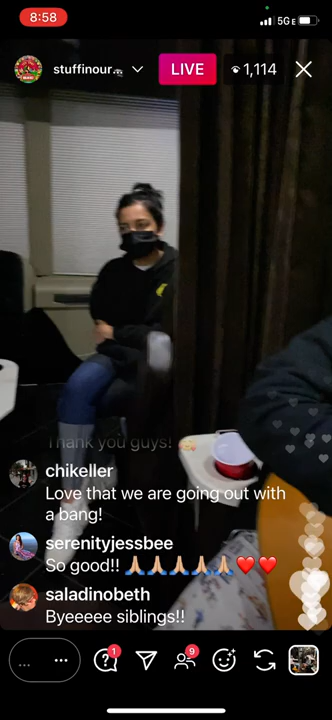 8:58
5GE
stuffinour...
LIVE
1,114
Thank you guys!
chikeller
Love that we are going out with
a bang!
serenityjessbee
So good!! 🙏🏼🙏🏼🙏🏼🙏🏼🙏🏼❤️❤️
saladinobeth
Byeeeee siblings!!
...
1
9